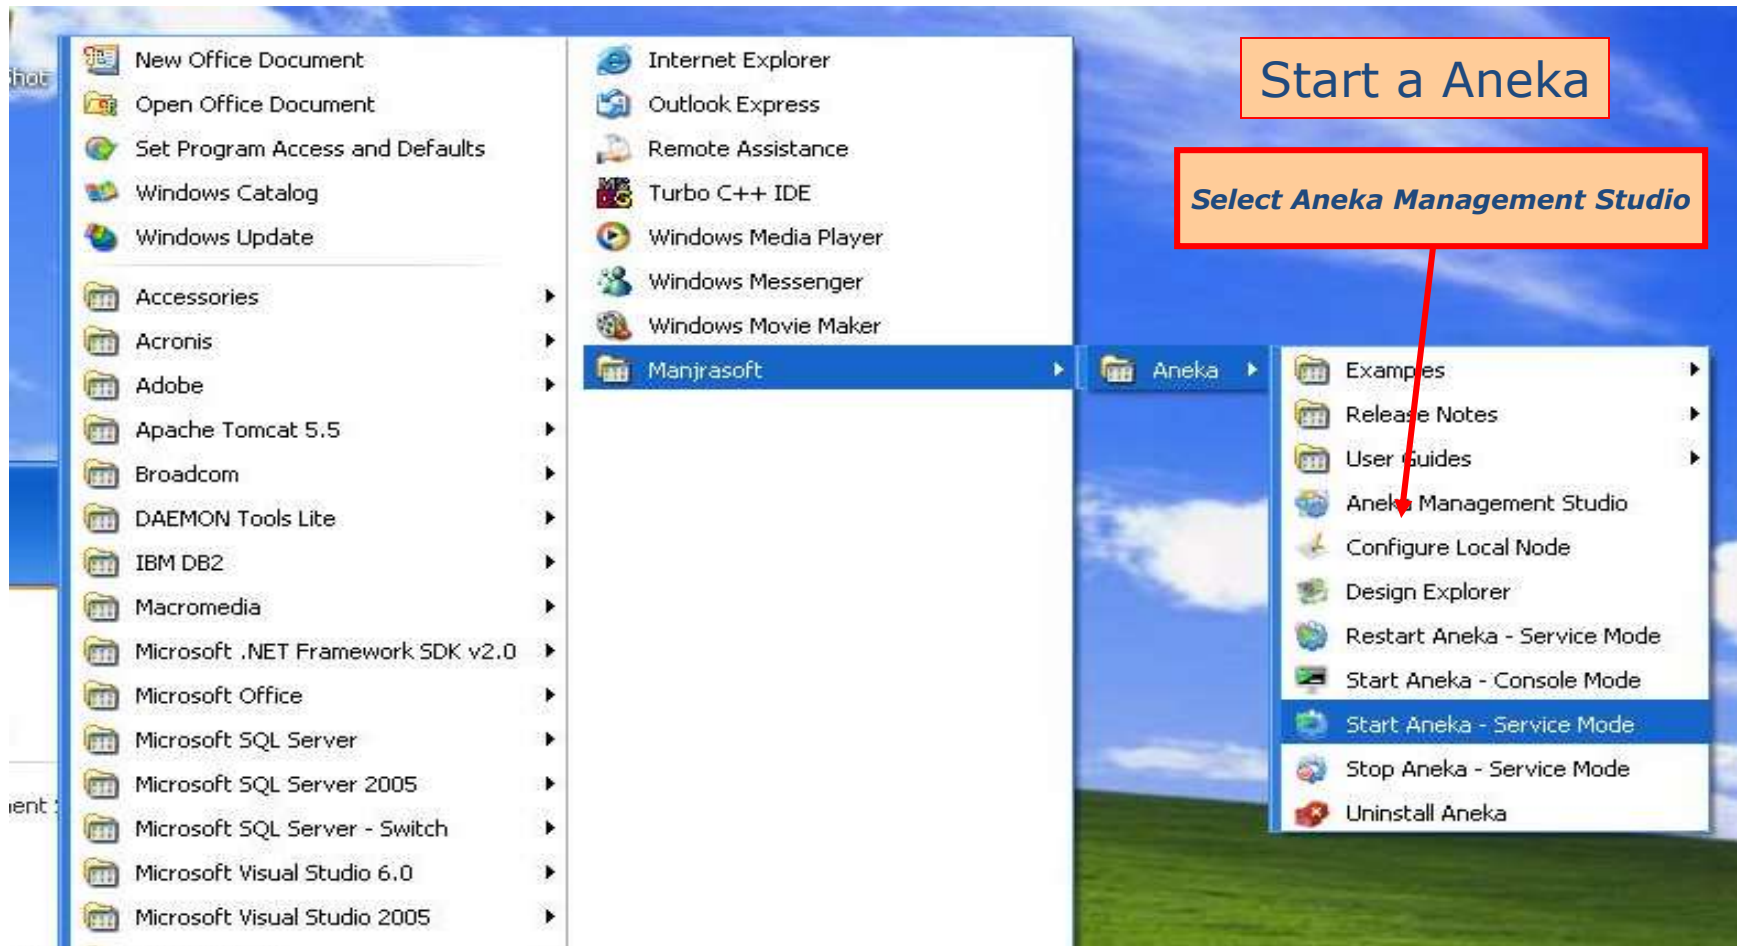 Start a Aneka
Select Aneka Management Studio
Shot
New Office Document
Open Office Document
Set Program Access and Defaults
Windows Catalog
Windows Update
Accessories
Acronis
Adobe
Apache Tomcat 5.5
Broadcom
DAEMON Tools Lite
IBM DB2
Macromedia
Microsoft .NET Framework SDK v2.0
Microsoft Office
Microsoft SQL Server
Microsoft SQL Server 2005
Microsoft SQL Server - Switch
Microsoft Visual Studio 6.0
Microsoft Visual Studio 2005
Internet Explorer
Outlook Express
Remote Assistance
Turbo C++ IDE
Windows Media Player
Windows Messenger
Windows Movie Maker
Manjrasoft
Aneka
Examples
Release Notes
User Guides
Aneka Management Studio
Configure Local Node
Design Explorer
Restart Aneka - Service Mode
Start Aneka - Console Mode
Start Aneka - Service Mode
Stop Aneka - Service Mode
Uninstall Aneka